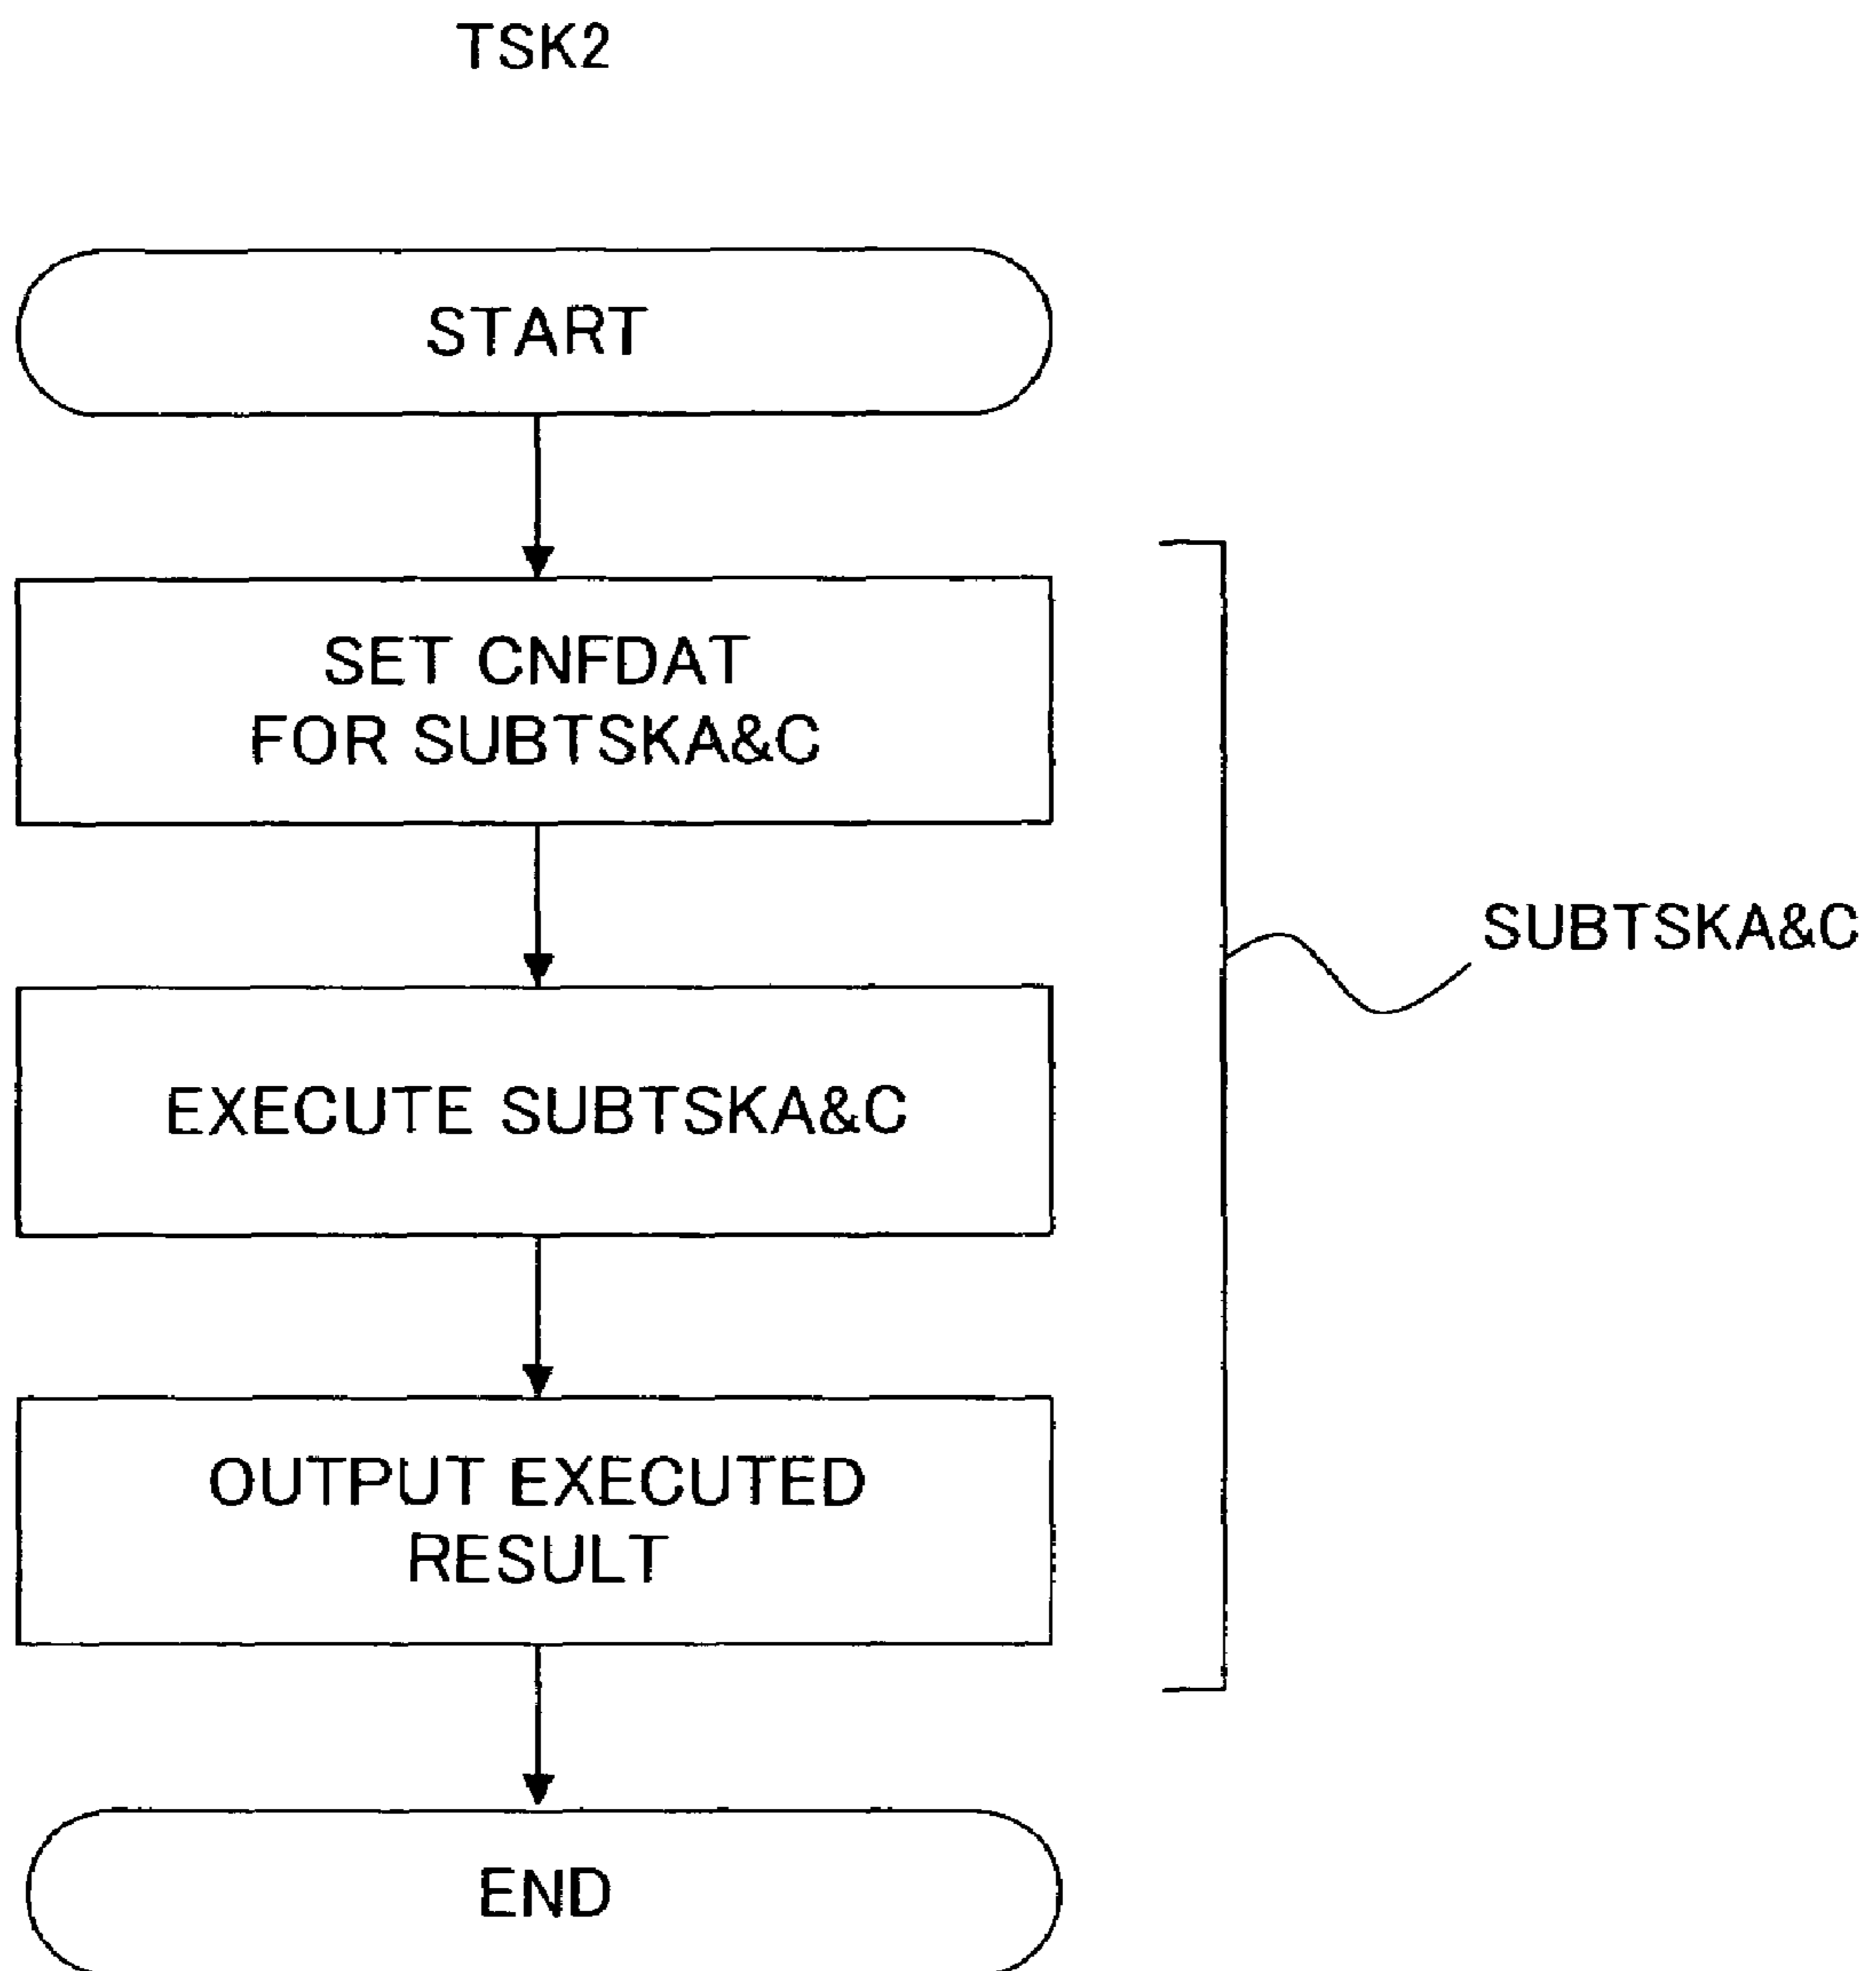 TSK2
START
SET CNFDAT
FOR SUBTSKA&C
SUBTSKA&C
EXECUTE SUBTSKA&C
OUTPUT EXECUTED
RESULT
END